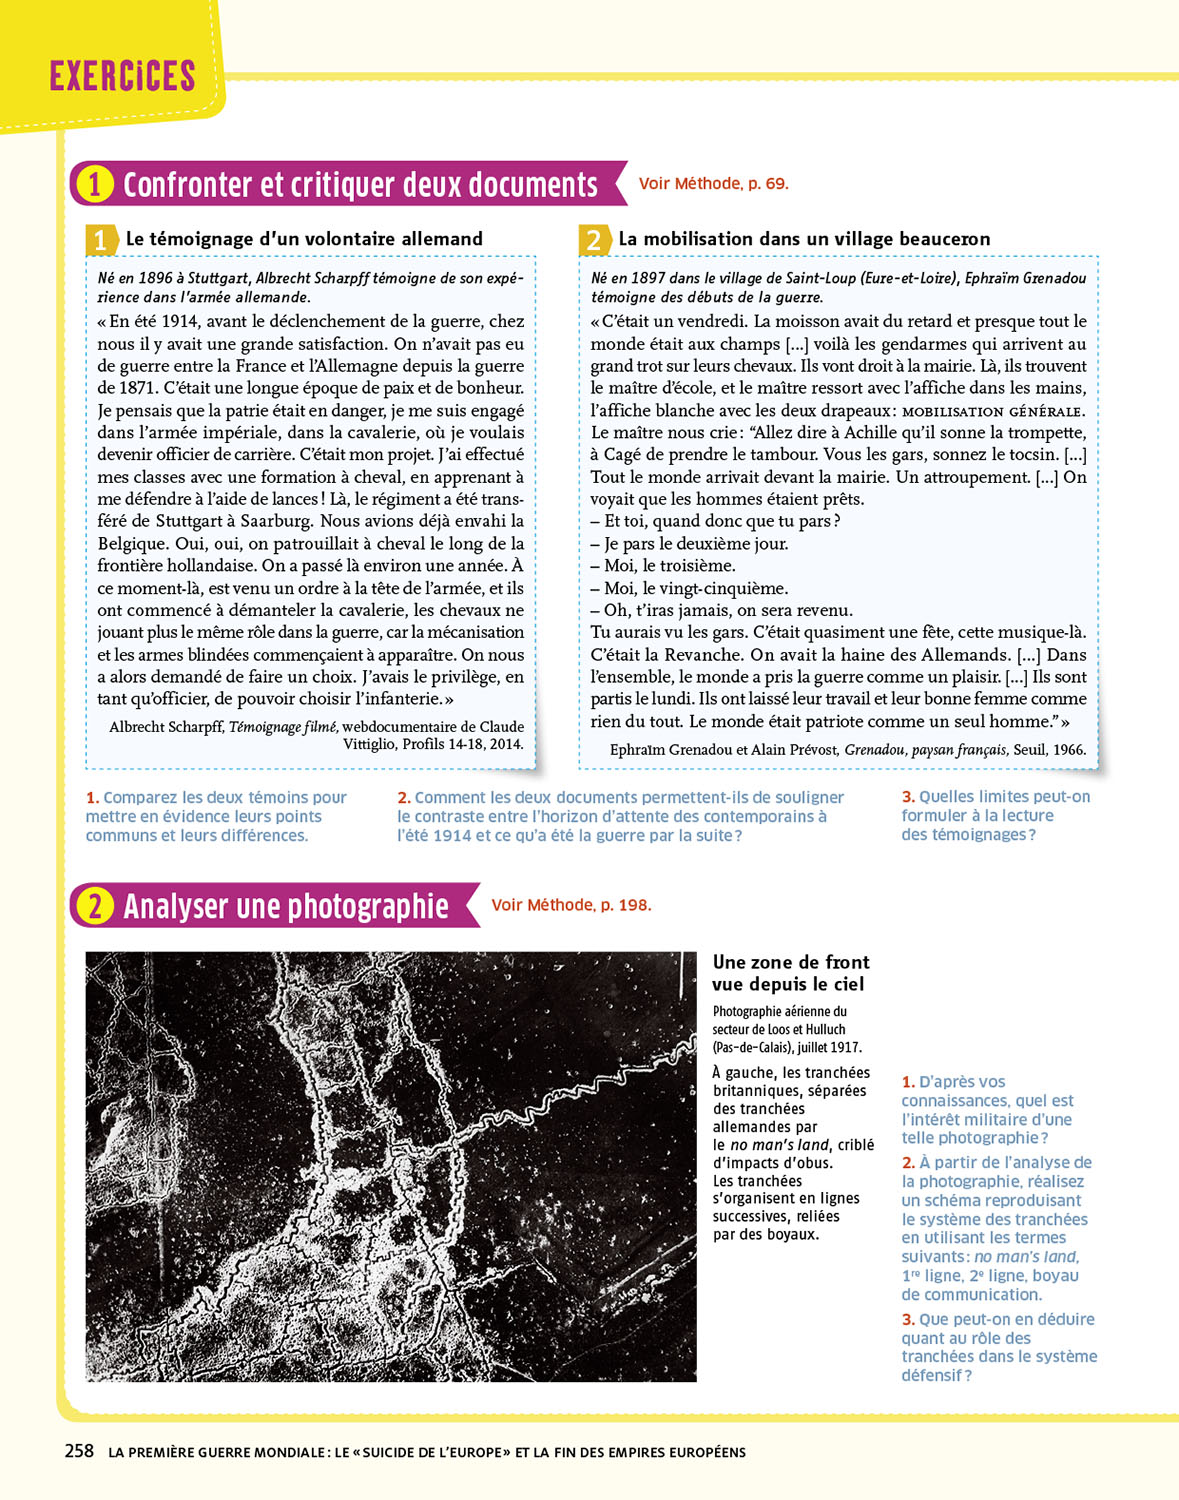 EXERCiCES
1 Confronter et critiquer deux documents
Voir Méthode, p. 69.
1 Le témoignage d'un volontaire allemand
Né en 1896 à Stuttgart, Albrecht Scharpff témoigne de son expé-
rience dans l'armée allemande.
« En été 1914, avant le déclenchement de la guerre, chez
nous il y avait une grande satisfaction. On n'avait pas eu
de guerre entre la France et l'Allemagne depuis la guerre
de 1871. C'était une longue époque de paix et de bonheur.
Je pensais que la patrie était en danger, je me suis engagé
dans l'armée impériale, dans la cavalerie, où je voulais
devenir officier de carrière. C'était mon projet. J'ai effectué
mes classes avec une formation à cheval, en apprenant à
me défendre à l'aide de lances ! Là, le régiment a été trans-
féré de Stuttgart à Saarburg. Nous avions déjà envahi la
Belgique. Oui, oui, on patrouillait à cheval le long de la
frontière hollandaise. On a passé là environ une année. À
ce moment-là, est venu un ordre à la tête de l'armée, et ils
ont commencé à démanteler la cavalerie, les chevaux ne
jouant plus le même rôle dans la guerre, car la mécanisation
et les armes blindées commençaient à apparaître. On nous
a alors demandé de faire un choix. J'avais le privilège, en
tant qu'officier, de pouvoir choisir l'infanterie. »
Albrecht Scharpff, Témoignage filmé, webdocumentaire de Claude
Vittiglio, Profils 14-18, 2014.
2 La mobilisation dans un village beauceron
Né en 1897 dans le village de Saint-Loup (Eure-et-Loire), Ephraïm Grenadou
témoigne des débuts de la guerre.
« C'était un vendredi. La moisson avait du retard et presque tout le
monde était aux champs [...] voilà les gendarmes qui arrivent au
grand trot sur leurs chevaux. Ils vont droit à la mairie. Là, ils trouvent
le maître d'école, et le maître ressort avec l'affiche dans les mains,
l'affiche blanche avec les deux drapeaux : MOBILISATION GÉNÉRALE.
Le maître nous crie : “Allez dire à Achille qu'il sonne la trompette,
à Cagé de prendre le tambour. Vous les gars, sonnez le tocsin. [...]
Tout le monde arrivait devant la mairie. Un attroupement. [...] On
voyait que les hommes étaient prêts.
– Et toi, quand donc que tu pars ?
– Je pars le deuxième jour.
– Moi, le troisième.
– Moi, le vingt-cinquième.
– Oh, t'iras jamais, on sera revenu.
Tu aurais vu les gars. C'était quasiment une fête, cette musique-là.
C'était la Revanche. On avait la haine des Allemands. [...] Dans
l'ensemble, le monde a pris la guerre comme un plaisir. [...] Ils sont
partis le lundi. Ils ont laissé leur travail et leur bonne femme comme
rien du tout. Le monde était patriote comme un seul homme.” »
Ephraïm Grenadou et Alain Prévost, Grenadou, paysan français, Seuil, 1966.
1. Comparez les deux témoins pour
mettre en évidence leurs points
communs et leurs différences.
2. Comment les deux documents permettent-ils de souligner
le contraste entre l'horizon d'attente des contemporains à
l'été 1914 et ce qu'a été la guerre par la suite ?
3. Quelles limites peut-on
formuler à la lecture
des témoignages ?
2 Analyser une photographie
Voir Méthode, p. 198.
Une zone de front
vue depuis le ciel
Photographie aérienne du
secteur de Loos et Hulluch
(Pas-de-Calais), juillet 1917.
À gauche, les tranchées
britanniques, séparées
des tranchées
allemandes par
le no man's land, criblé
d'impacts d'obus.
Les tranchées
s'organisent en lignes
successives, reliées
par des boyaux.
1. D'après vos
connaissances, quel est
l'intérêt militaire d'une
telle photographie ?
2. À partir de l'analyse de
la photographie, réalisez
un schéma reproduisant
le système des tranchées
en utilisant les termes
suivants : no man's land,
1re ligne, 2e ligne, boyau
de communication.
3. Que peut-on en déduire
quant au rôle des
tranchées dans le système
défensif ?
258 LA PREMIÈRE GUERRE MONDIALE : LE « SUICIDE DE L'EUROPE » ET LA FIN DES EMPIRES EUROPÉENS